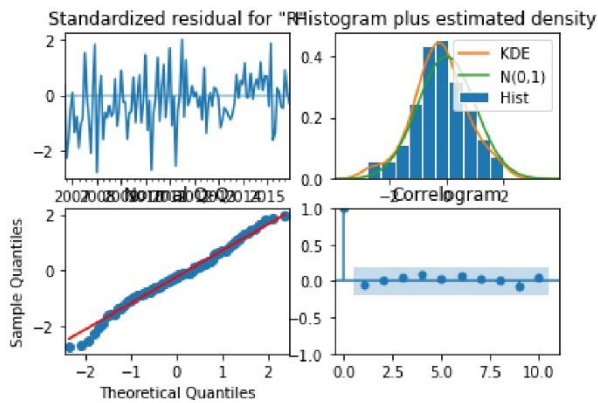 Standardized residual for "R"
Histogram plus estimated density
2
0
−2
0.4
0.2
0.0
KDE
N(0,1)
Hist
−2 0 2
2014 2015
Normal Q-Q
Correlogram
Sample Quantiles
2
0
−2
−2 −1 0 1 2
Theoretical Quantiles
1.0
0.5
0.0
−0.5
−1.0
0.0 2.5 5.0 7.5 10.0